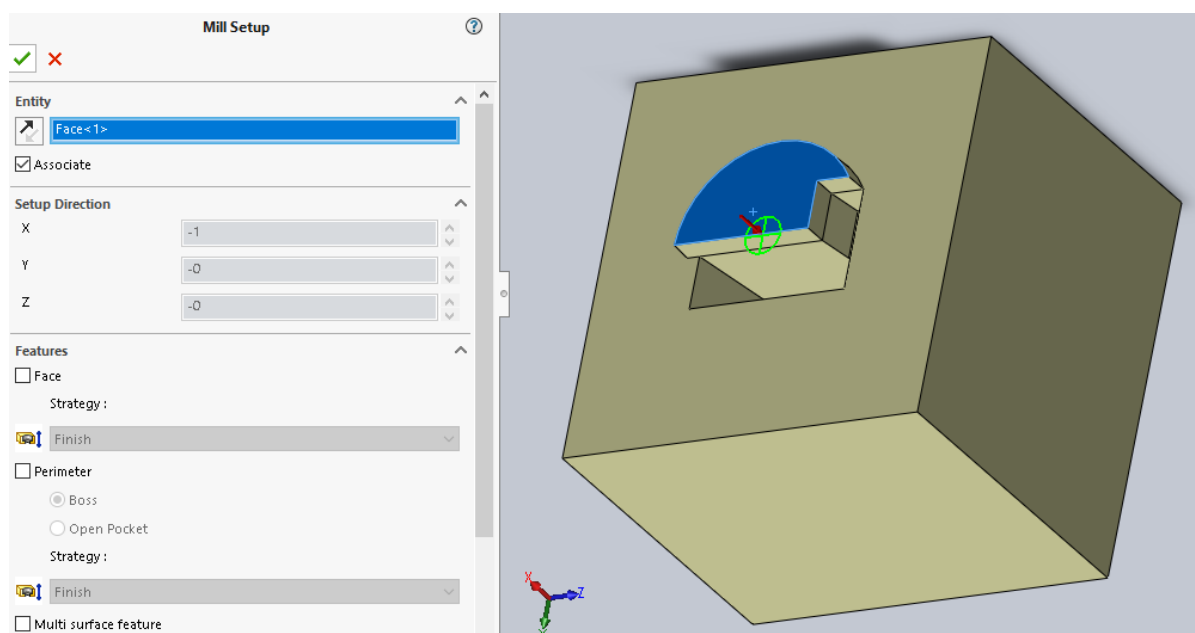 Mill Setup
Entity
Face<1>
Associate
Setup Direction
X
-1
Y
-0
Z
-0
Features
Face
Strategy :
Finish
Perimeter
Boss
Open Pocket
Strategy :
Finish
Multi surface feature
X
Z
Y